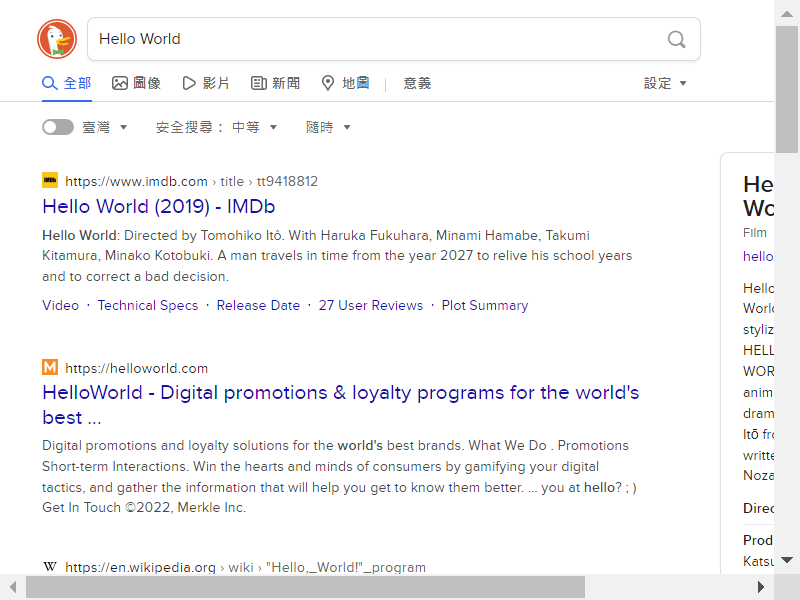 Hello World
全部 圖像 影片 新聞 地圖 意義 設定
臺灣 安全搜尋： 中等 隨時
https://www.imdb.com › title › tt9418812
Hello World (2019) - IMDb
Hello World: Directed by Tomohiko Itô. With Haruka Fukuhara, Minami Hamabe, Takumi
Kitamura, Minako Kotobuki. A man travels in time from the year 2027 to relive his school years
and to correct a bad decision.
Video · Technical Specs · Release Date · 27 User Reviews · Plot Summary
https://helloworld.com
HelloWorld - Digital promotions & loyalty programs for the world's
best ...
Digital promotions and loyalty solutions for the world's best brands. What We Do . Promotions
Short-term Interactions. Win the hearts and minds of consumers by gamifying your digital
tactics, and gather the information that will help you get to know them better. ... you at hello? ; )
Get In Touch ©2022, Merkle Inc.
https://en.wikipedia.org › wiki › "Hello,_World!"_program
He
Wo
Film
hello
Hello
World
styliz
HELL
WOR
anim
dram
Itō fro
writte
Noza
Direc
Prod
Katsu